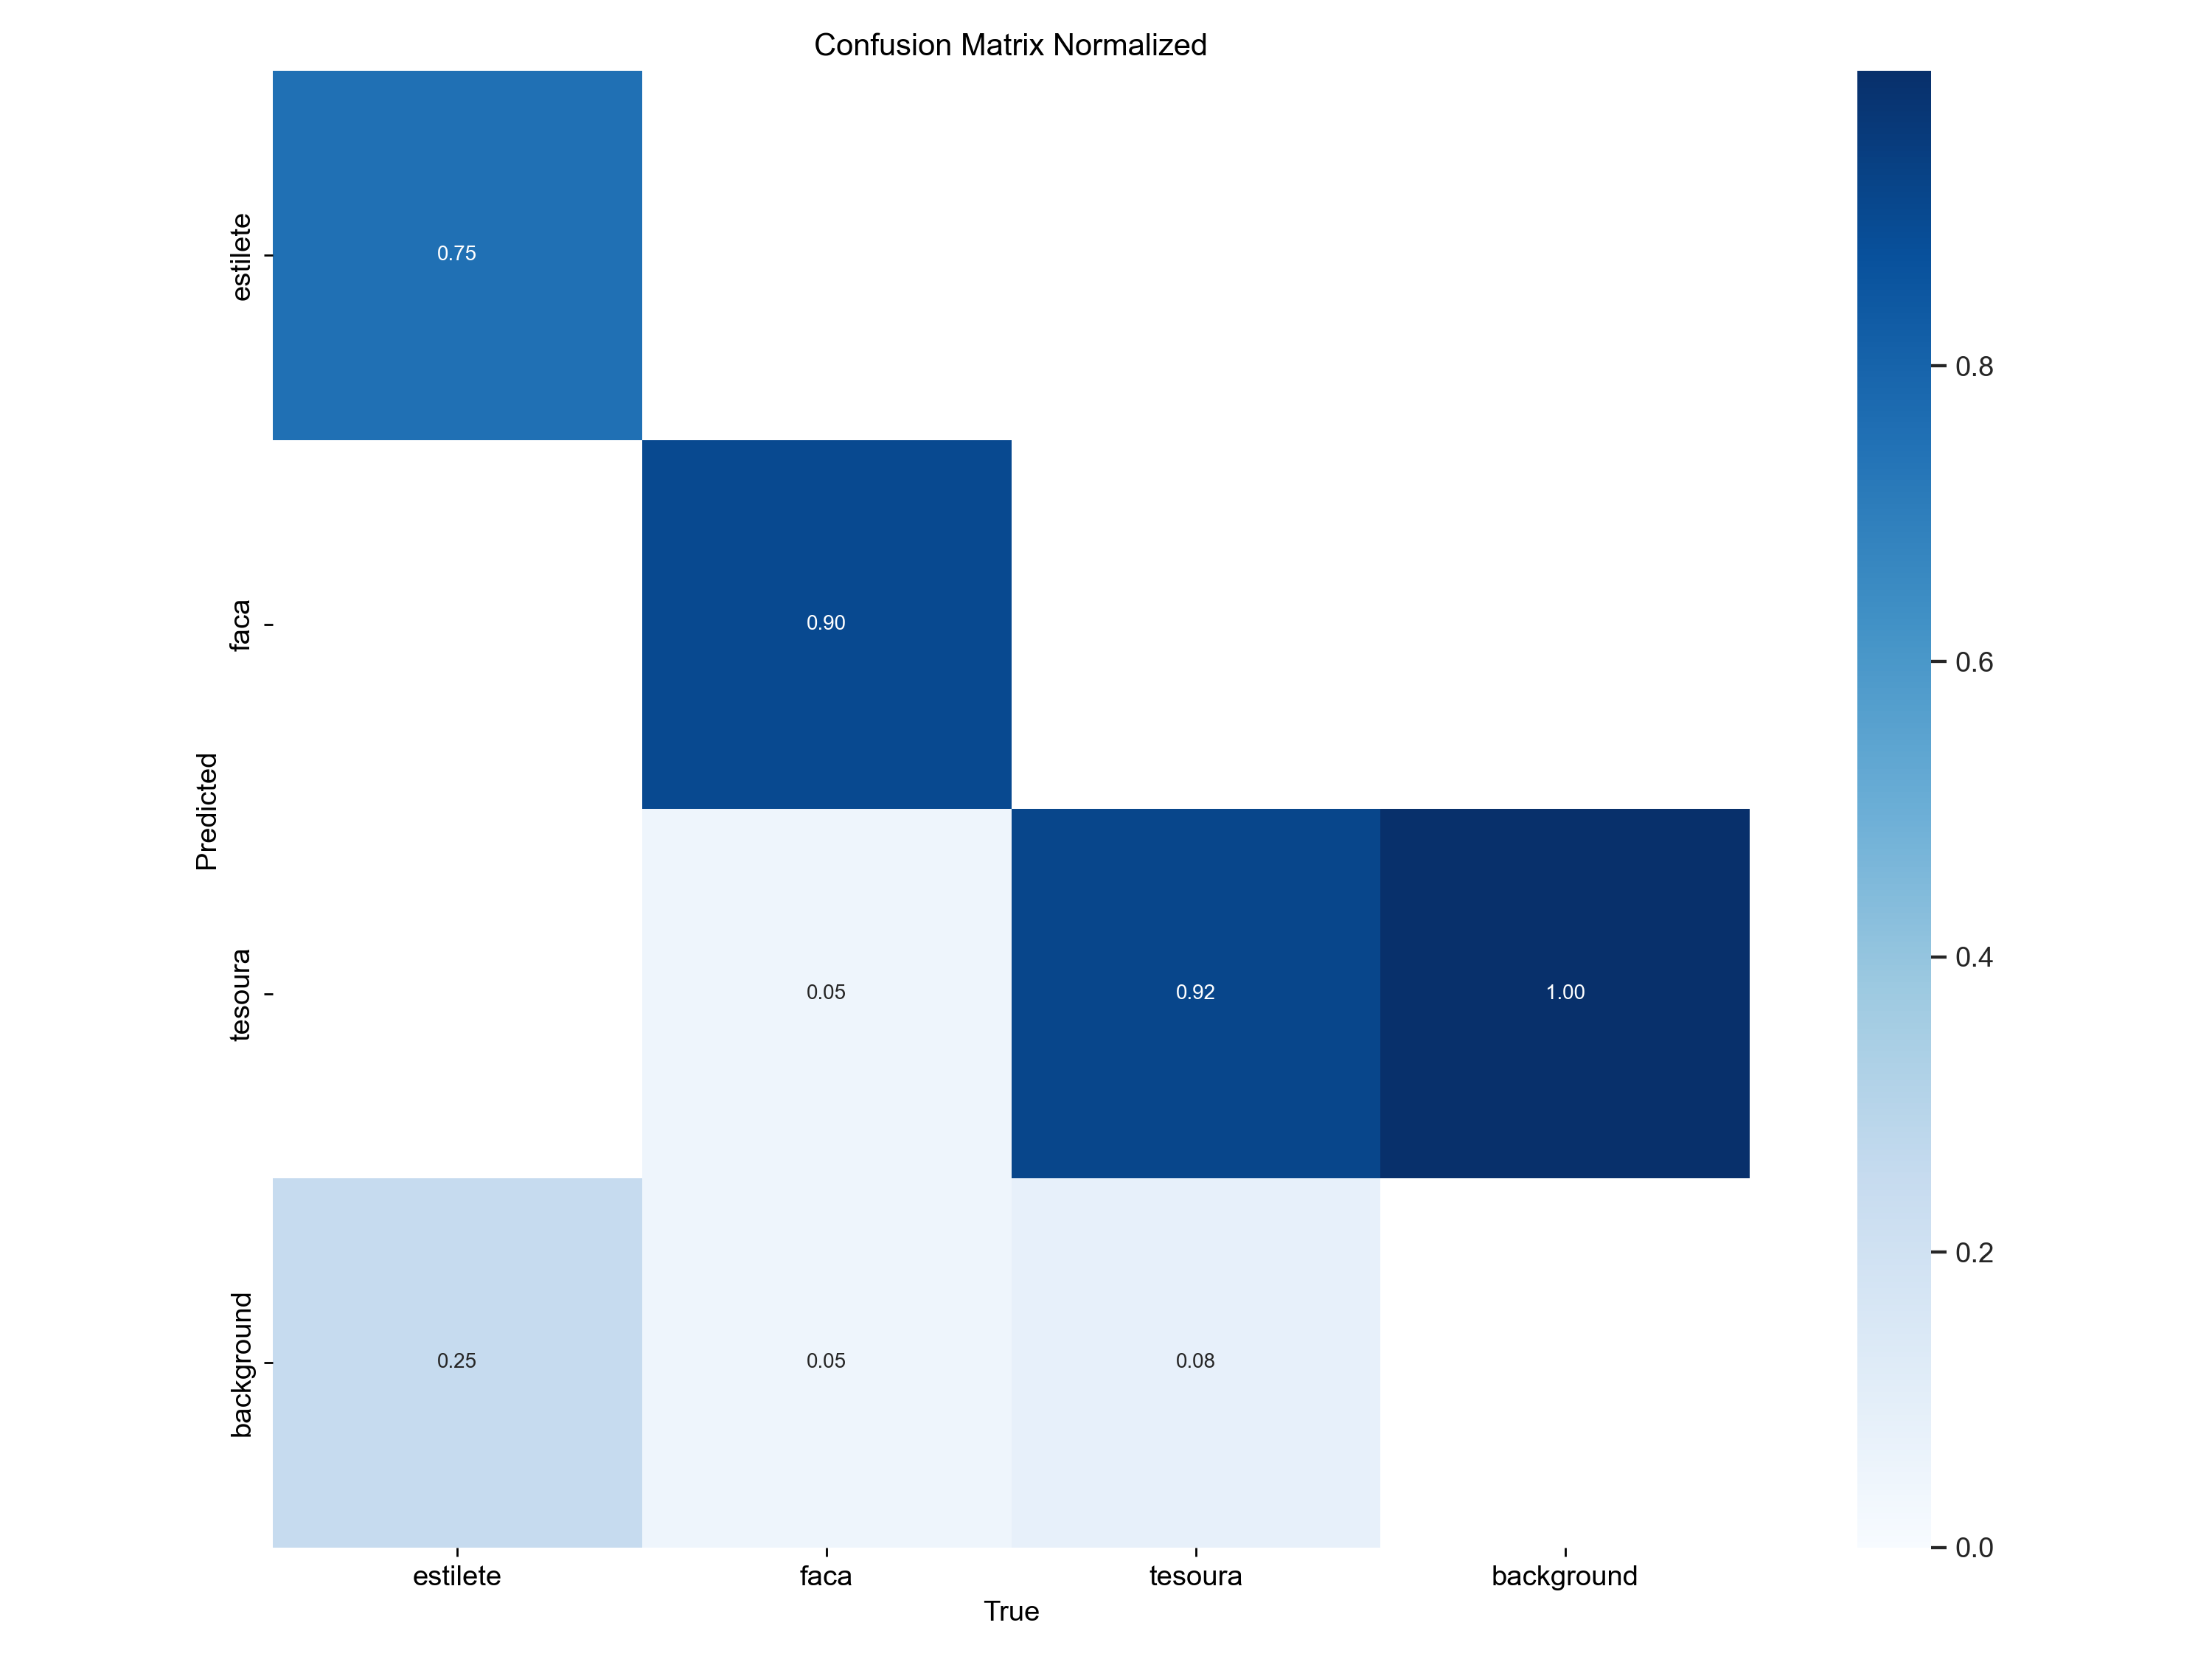 Confusion Matrix Normalized
estilete
0.75
0.8
faca
0.90
0.6
Predicted
tesoura
0.05
0.92
1.00
0.4
background
0.25
0.05
0.08
0.2
0.0
estilete
faca
tesoura
background
True